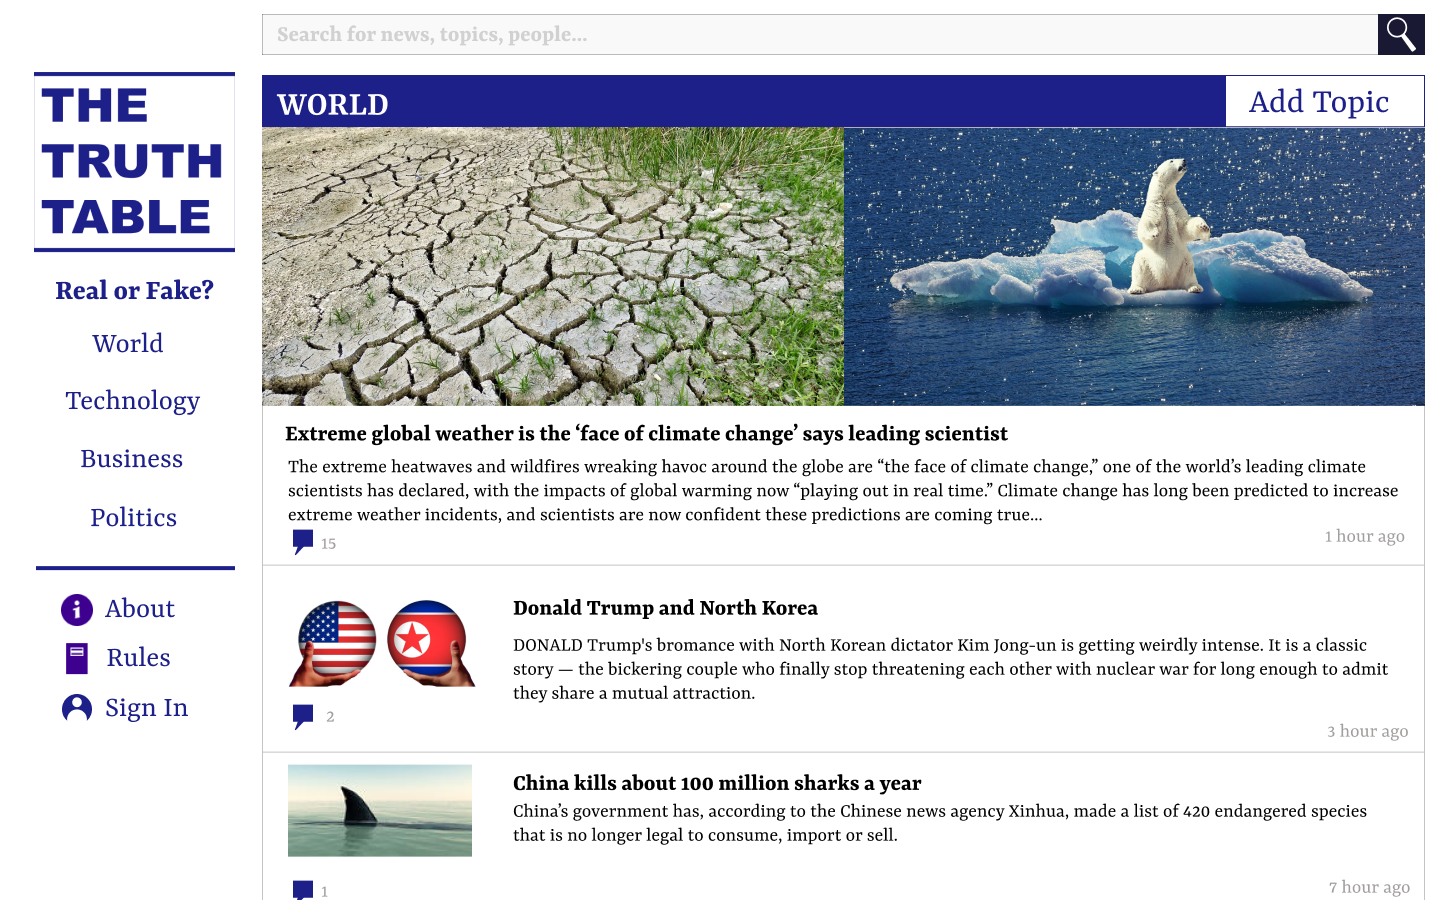 Search for news, topics, people...
THE
TRUTH
TABLE
Real or Fake?
World
Technology
Business
Politics
About
Rules
Sign In
WORLD
Add Topic
Extreme global weather is the ‘face of climate change’ says leading scientist
The extreme heatwaves and wildfires wreaking havoc around the globe are “the face of climate change,” one of the world’s leading climate
scientists has declared, with the impacts of global warming now “playing out in real time.” Climate change has long been predicted to increase
extreme weather incidents, and scientists are now confident these predictions are coming true...
15
1 hour ago
Donald Trump and North Korea
DONALD Trump's bromance with North Korean dictator Kim Jong-un is getting weirdly intense. It is a classic
story — the bickering couple who finally stop threatening each other with nuclear war for long enough to admit
they share a mutual attraction.
2
3 hour ago
China kills about 100 million sharks a year
China’s government has, according to the Chinese news agency Xinhua, made a list of 420 endangered species
that is no longer legal to consume, import or sell.
1
7 hour ago